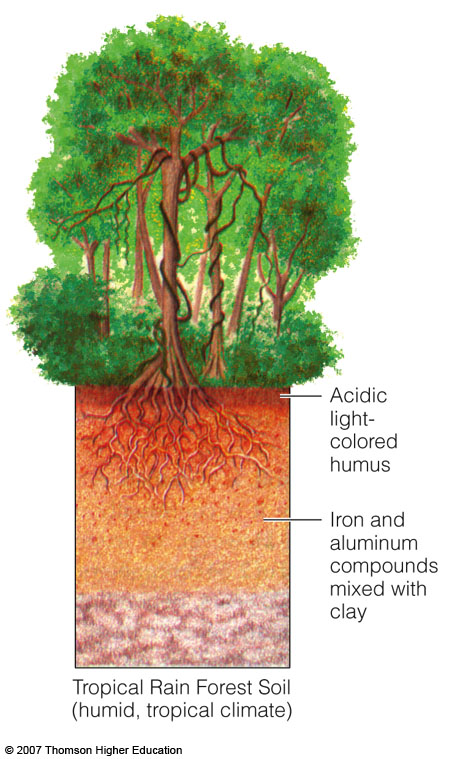 Acidic
light-
colored
humus
Iron and
aluminum
compounds
mixed with
clay
Tropical Rain Forest Soil
(humid, tropical climate)
© 2007 Thomson Higher Education